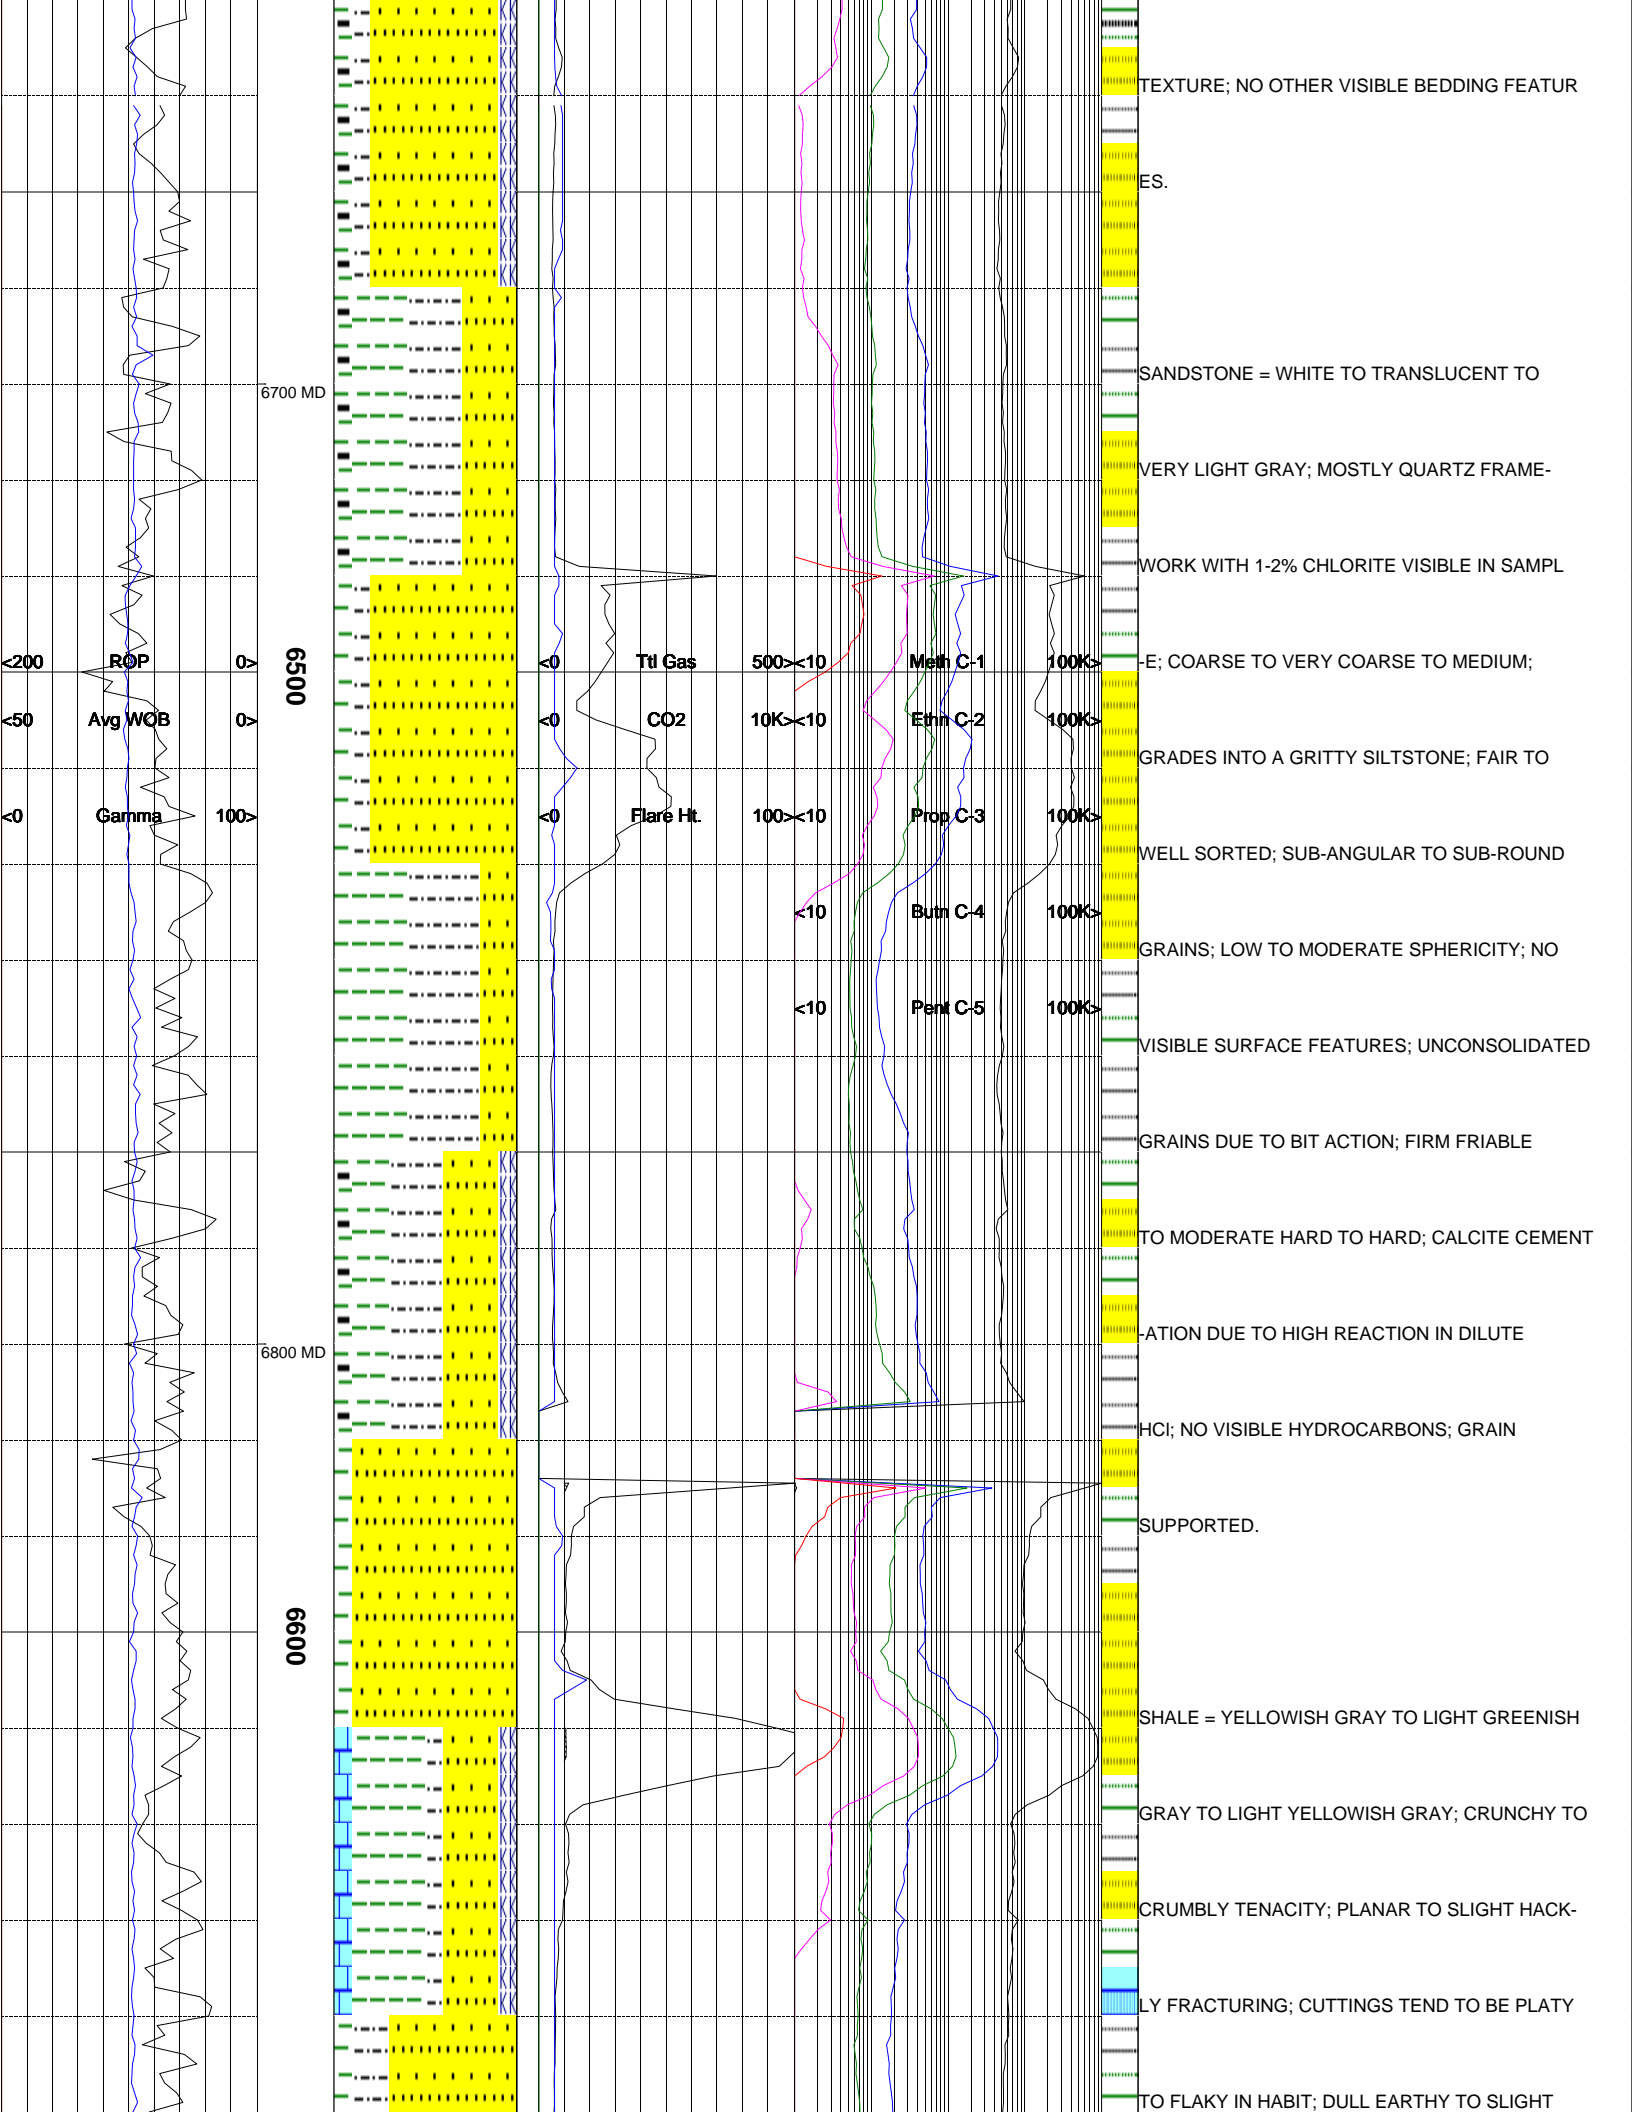 TEXTURE; NO OTHER VISIBLE BEDDING FEATUR
ES.
6700 MD
SANDSTONE = WHITE TO TRANSLUCENT TO
VERY LIGHT GRAY; MOSTLY QUARTZ FRAME-
WORK WITH 1-2% CHLORITE VISIBLE IN SAMPL
6500
<200 ROP 0> <0 Ttl Gas 500> <10 Meth C-1 100K> -E; COARSE TO VERY COARSE TO MEDIUM;
<50 Avg WOB 0> <0 CO2 10K> <10 Ethn C-2 100K>
GRADES INTO A GRITTY SILTSTONE; FAIR TO
<0 Gamma 100> <0 Flare Ht. 100> <10 Prop C-3 100K>
WELL SORTED; SUB-ANGULAR TO SUB-ROUND
<10 Butn C-4 100K>
GRAINS; LOW TO MODERATE SPHERICITY; NO
<10 Pent C-5 100K>
VISIBLE SURFACE FEATURES; UNCONSOLIDATED
GRAINS DUE TO BIT ACTION; FIRM FRIABLE
TO MODERATE HARD TO HARD; CALCITE CEMENT
-ATION DUE TO HIGH REACTION IN DILUTE
6800 MD
HCl; NO VISIBLE HYDROCARBONS; GRAIN
SUPPORTED.
6600
SHALE = YELLOWISH GRAY TO LIGHT GREENISH
GRAY TO LIGHT YELLOWISH GRAY; CRUNCHY TO
CRUMBLY TENACITY; PLANAR TO SLIGHT HACK-
LY FRACTURING; CUTTINGS TEND TO BE PLATY
TO FLAKY IN HABIT; DULL EARTHY TO SLIGHT